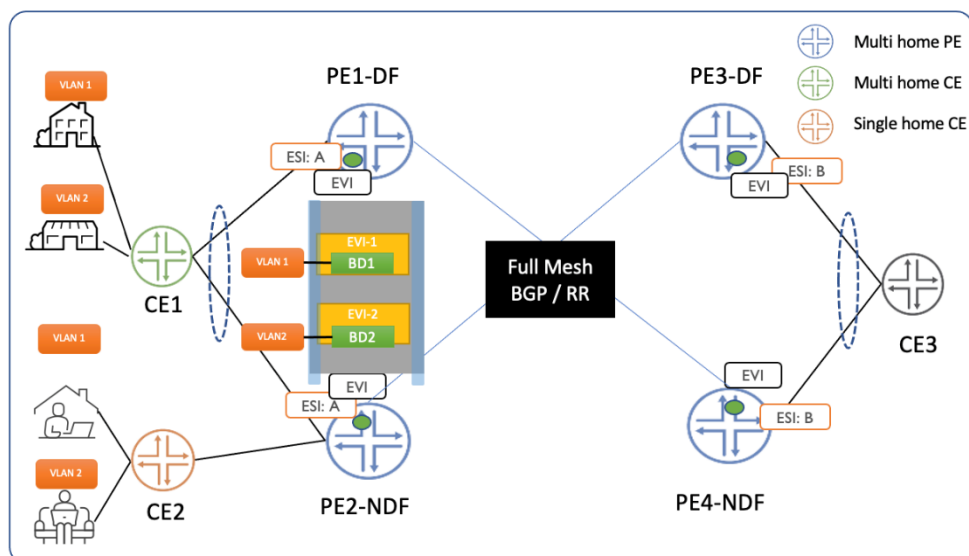 Multi home PE
Multi home CE
Single home CE
VLAN 1
VLAN 2
CE1
VLAN 1
VLAN 2
CE2
PE1-DF
ESI: A
EVI
EVI-1
VLAN 1
BD1
EVI-2
VLAN2
BD2
EVI
ESI: A
PE2-NDF
Full Mesh
BGP / RR
PE3-DF
ESI: B
EVI
CE3
EVI
ESI: B
PE4-NDF